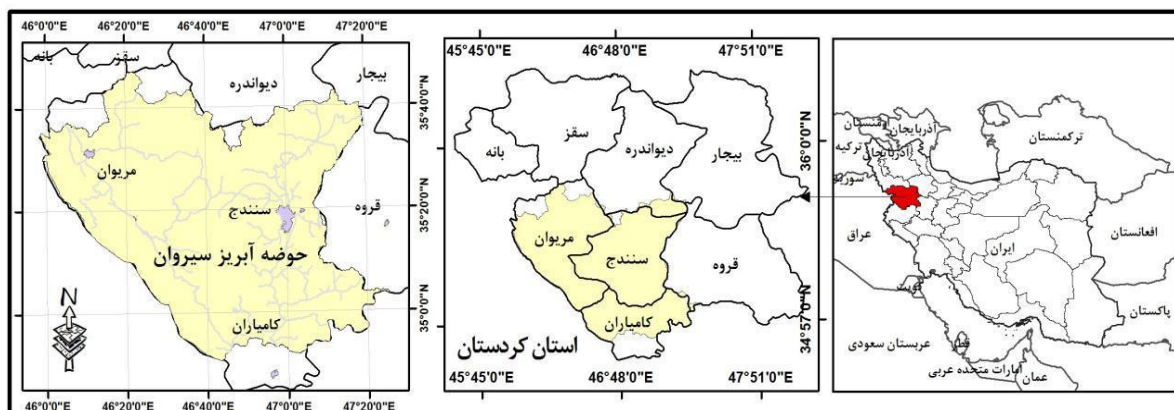 46°0'0"E 46°20'0"E 46°40'0"E 47°0'0"E 47°20'0"E
بانه
سقز
دیواندره
بیجار
مریوان
سنندج
قروه
حوضه آبریز سیروان
کامیاران
N
35°40'0"N
35°20'0"N
35°0'0"N
46°0'0"E 46°20'0"E 46°40'0"E 47°0'0"E 47°20'0"E
45°45'0"E 46°48'0"E 47°51'0"E
سقز
بانه
دیواندره
بیجار
مریوان
سنندج
قروه
کامیاران
استان کردستان
36°0'0"N
34°57'0"N
45°45'0"E 46°48'0"E 47°51'0"E
ترکمنستان
ارمنستان
آذربایجان
ترکیه
آذربایجان
سوریه
عراق
ایران
افغانستان
کویت
پاکستان
عربستان سعودی
قطر
امارات متحده عربی
عمان